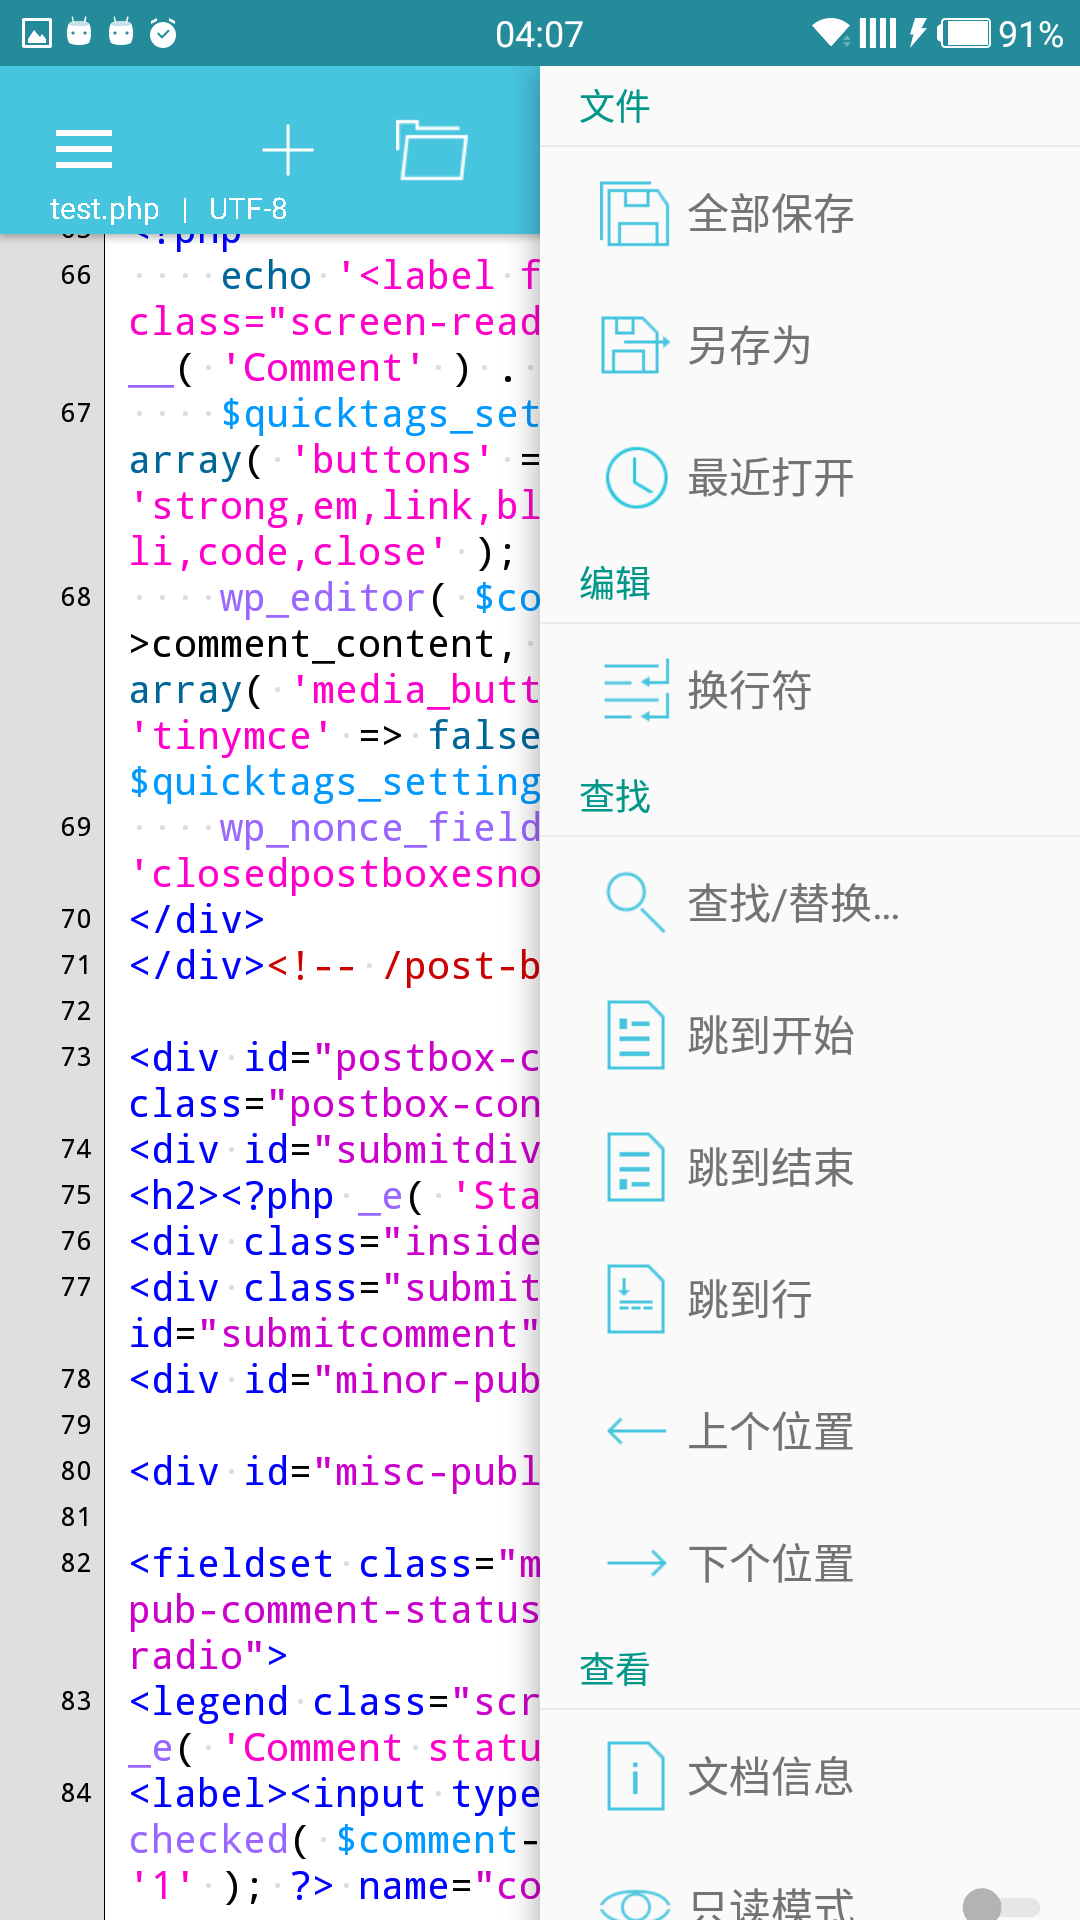 04:07
91%
test.php | UTF-8
65 <?php
66 echo '<label f
class="screen-read
__( 'Comment' ) .
67 $quicktags_set
array( 'buttons' =
'strong,em,link,bl
li,code,close' );
68 wp_editor( $co
>comment_content,
array( 'media_butt
'tinymce' => false
$quicktags_setting
69 wp_nonce_field
'closedpostboxesno
70 </div>
71 </div><!-- /post-b
72
73 <div id="postbox-c
class="postbox-con
74 <div id="submitdiv
75 <h2><?php _e( 'Sta
76 <div class="inside
77 <div class="submit
id="submitcomment"
78 <div id="minor-pub
79
80 <div id="misc-publ
81
82 <fieldset class="m
pub-comment-status
radio">
83 <legend class="scr
_e( 'Comment statu
84 <label><input type
checked( $comment-
'1' ); ?> name="co
文件
全部保存
另存为
最近打开
编辑
换行符
查找
查找/替换...
跳到开始
跳到结束
跳到行
上个位置
下个位置
查看
文档信息
只读模式